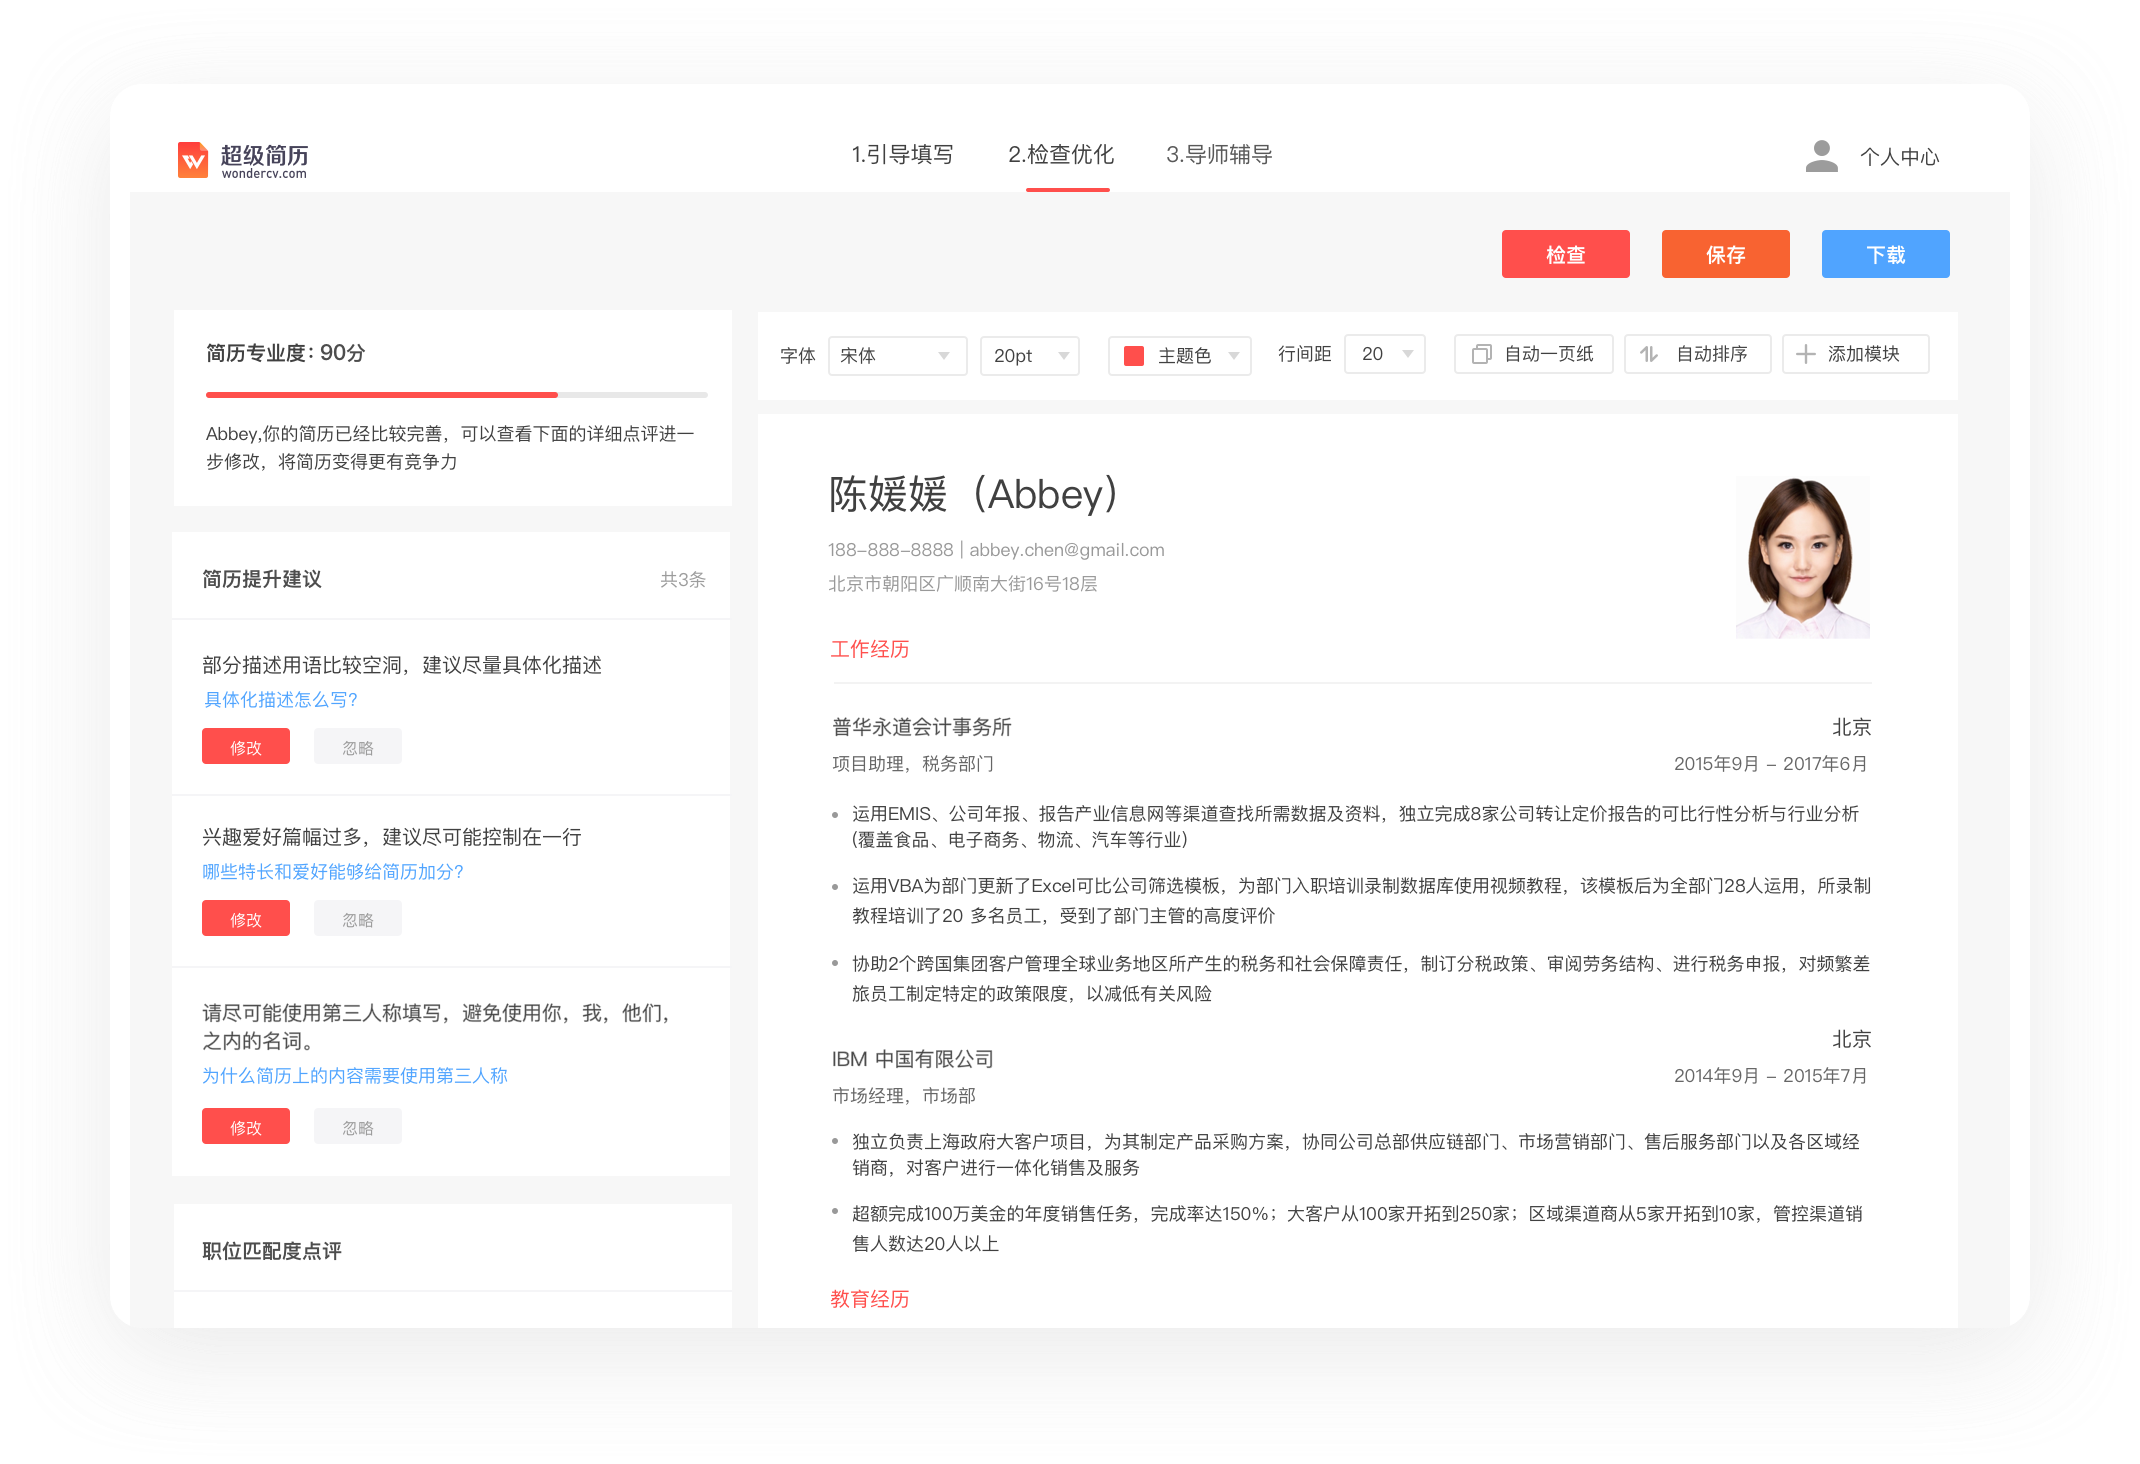 超级简历
wondercv.com
1.引导填写
2.检查优化
3.导师辅导
个人中心
检查
保存
下载
简历专业度：90分
Abbey,你的简历已经比较完善，可以查看下面的详细点评进一
步修改，将简历变得更有竞争力
简历提升建议
共3条
部分描述用语比较空洞，建议尽量具体化描述
具体化描述怎么写？
修改
忽略
兴趣爱好篇幅过多，建议尽可能控制在一行
哪些特长和爱好能够给简历加分？
修改
忽略
请尽可能使用第三人称填写，避免使用你，我，他们，
之内的名词。
为什么简历上的内容需要使用第三人称
修改
忽略
职位匹配度点评
字体
宋体
20pt
主题色
行间距
20
自动一页纸
自动排序
添加模块
陈媛媛（Abbey）
188-888-8888 | abbey.chen@gmail.com
北京市朝阳区广顺南大街16号18层
工作经历
普华永道会计事务所
北京
项目助理，税务部门
2015年9月 - 2017年6月
运用EMIS、公司年报、报告产业信息网等渠道查找所需数据及资料，独立完成8家公司转让定价报告的可比行性分析与行业分析
（覆盖食品、电子商务、物流、汽车等行业）
运用VBA为部门更新了Excel可比公司筛选模板，为部门入职培训录制数据库使用视频教程，该模板后为全部门28人运用，所录制
教程培训了20 多名员工，受到了部门主管的高度评价
协助2个跨国集团客户管理全球业务地区所产生的税务和社会保障责任，制订分税政策、审阅劳务结构、进行税务申报，对频繁差
旅员工制定特定的政策限度，以减低有关风险
北京
IBM 中国有限公司
2014年9月 - 2015年7月
市场经理，市场部
独立负责上海政府大客户项目，为其制定产品采购方案，协同公司总部供应链部门、市场营销部门、售后服务部门以及各区域经
销商，对客户进行一体化销售及服务
超额完成100万美金的年度销售任务，完成率达150%；大客户从100家开拓到250家；区域渠道商从5家开拓到10家，管控渠道销
售人数达20人以上
教育经历